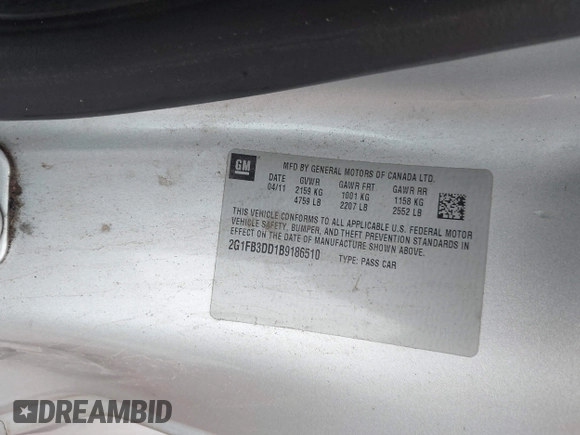 GM
MFD BY GENERAL MOTORS OF CANADA LTD.
DATE GVWR GAWR FRT GAWR RR
04/11 2159 KG 1001 KG 1158 KG
4759 LB 2207 LB 2552 LB
THIS VEHICLE CONFORMS TO ALL APPLICABLE U.S. FEDERAL MOTOR
VEHICLE SAFETY, BUMPER, AND THEFT PREVENTION STANDARDS IN
EFFECT ON THE DATE OF MANUFACTURE SHOWN ABOVE.
2G1FB3DD1B9186510 TYPE: PASS CAR
DREAMBID